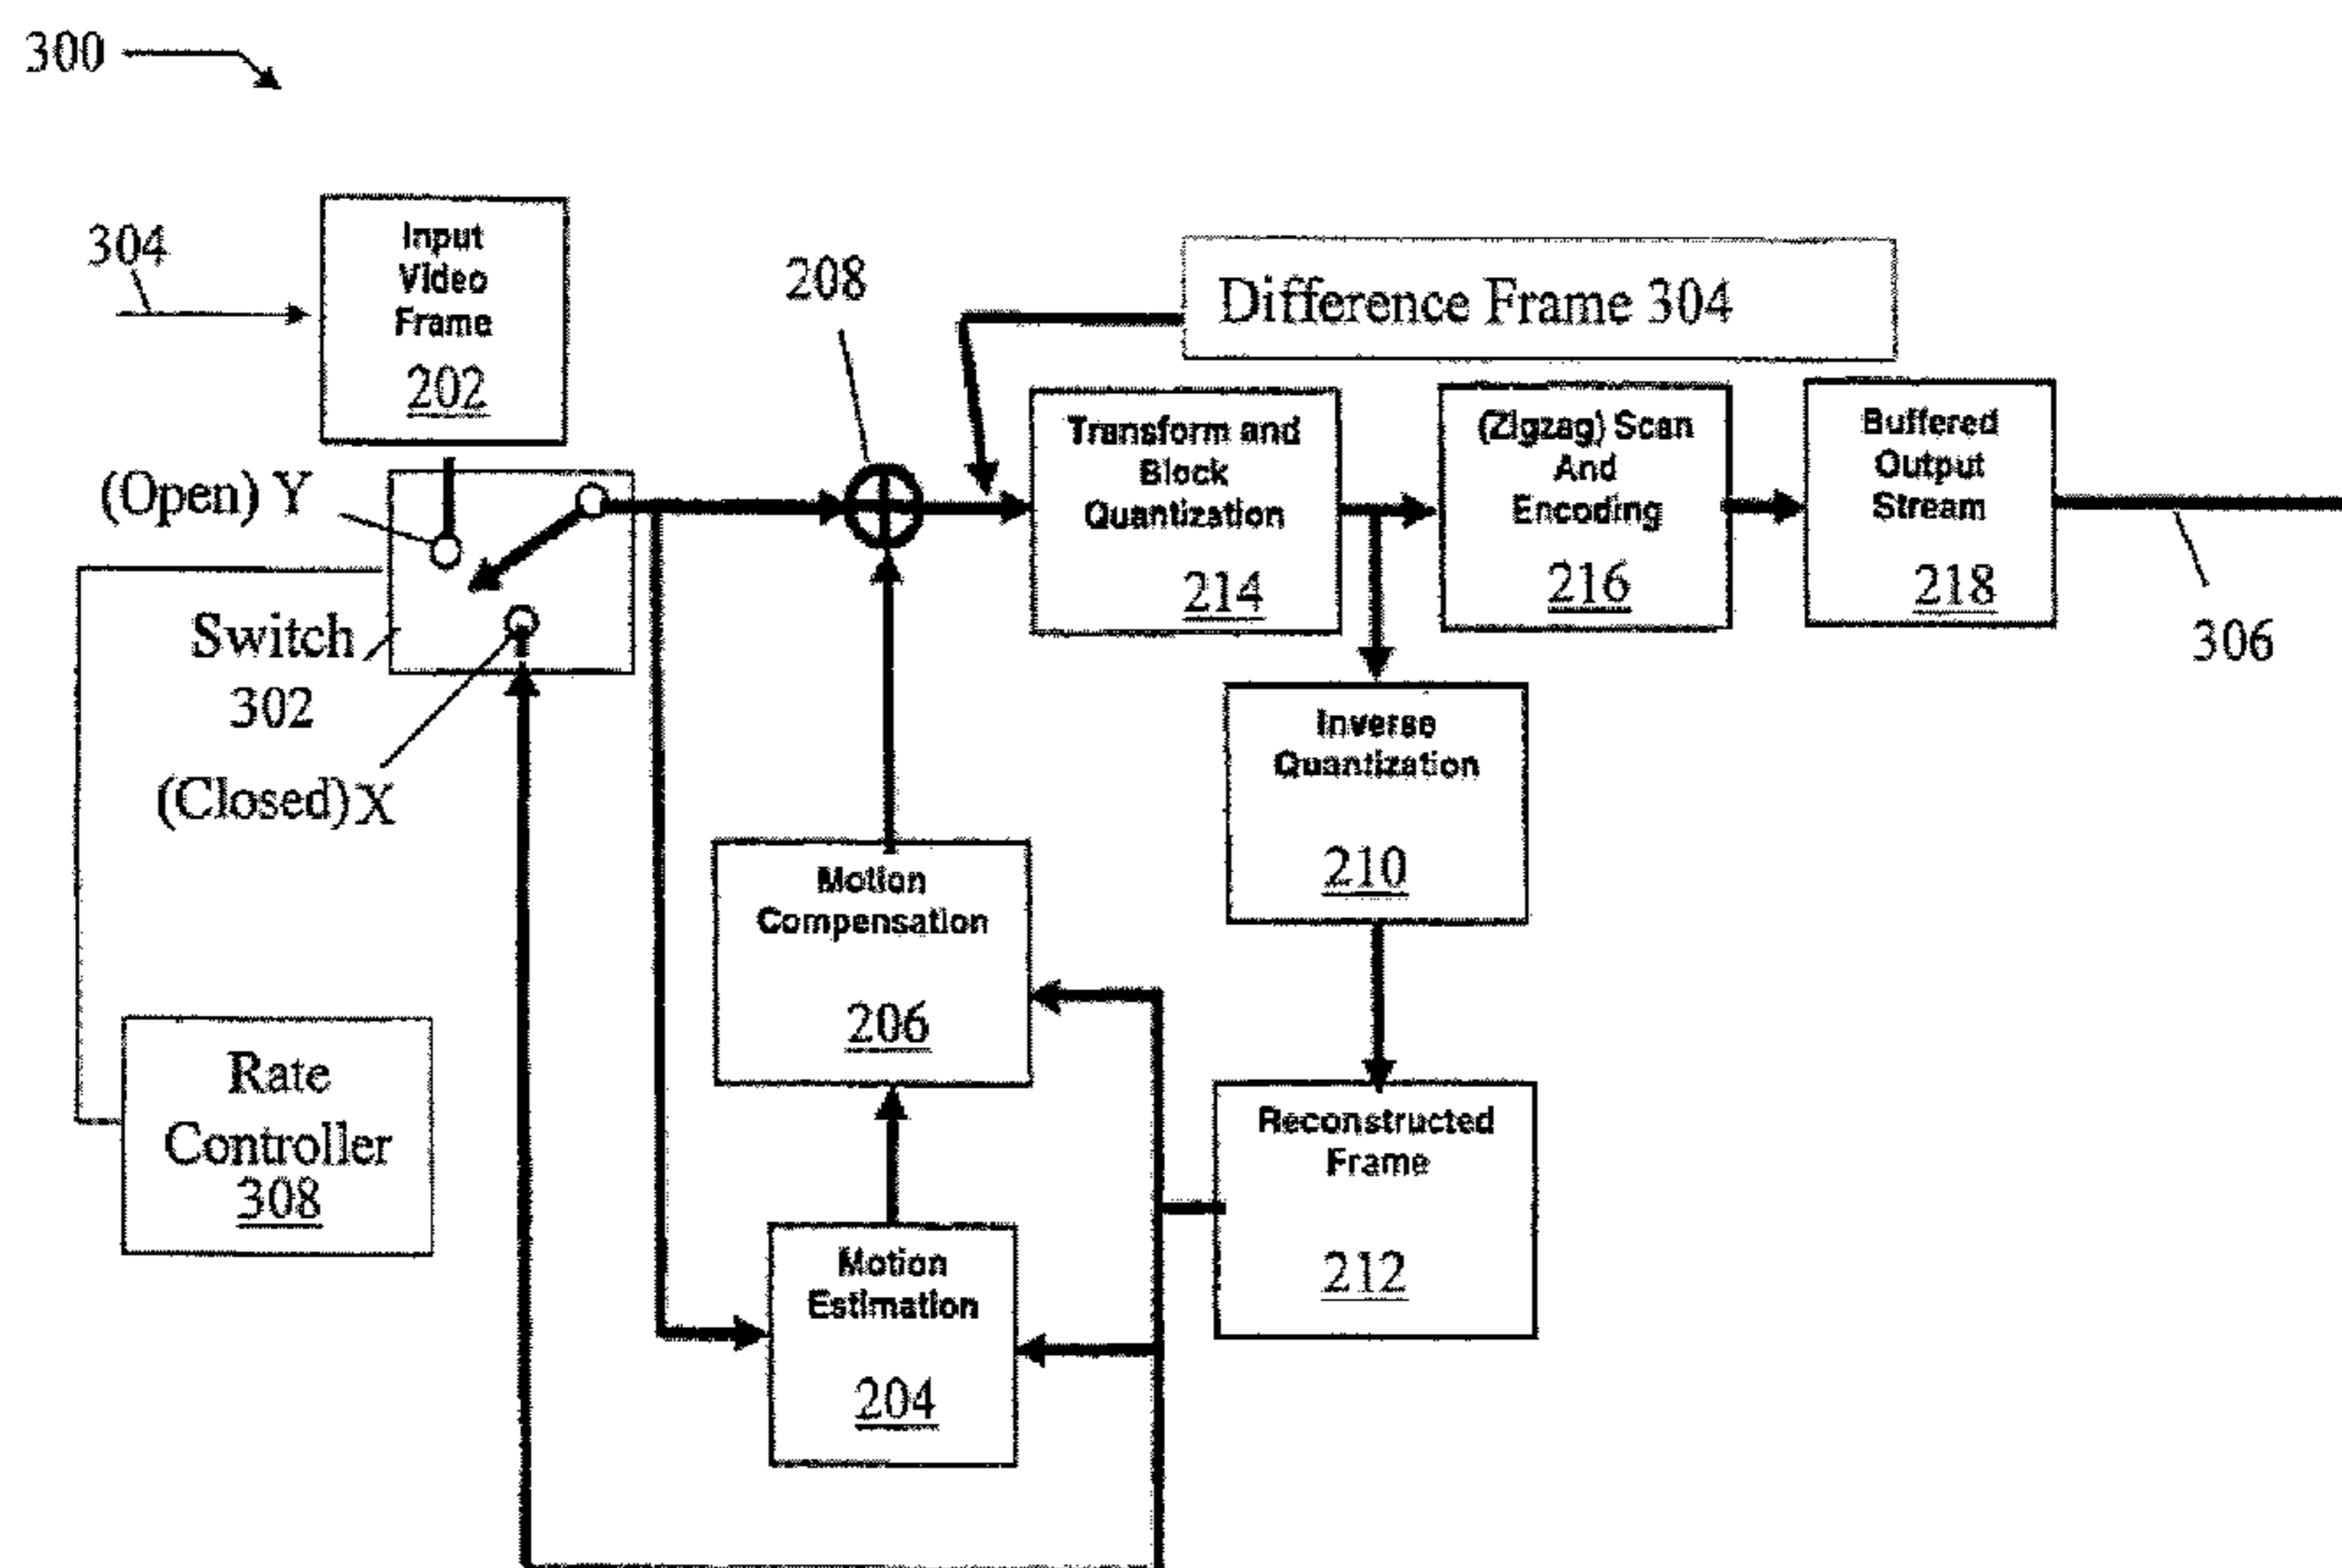 300
304
Input
Video
Frame
202
208
Difference Frame 304
(Open) Y
Switch
302
(Closed) X
Transform and
Block
Quantization
214
(Zigzag) Scan
And
Encoding
216
Buffered
Output
Stream
218
306
Inverse
Quantization
210
Motion
Compensation
206
Rate
Controller
308
Reconstructed
Frame
212
Motion
Estimation
204